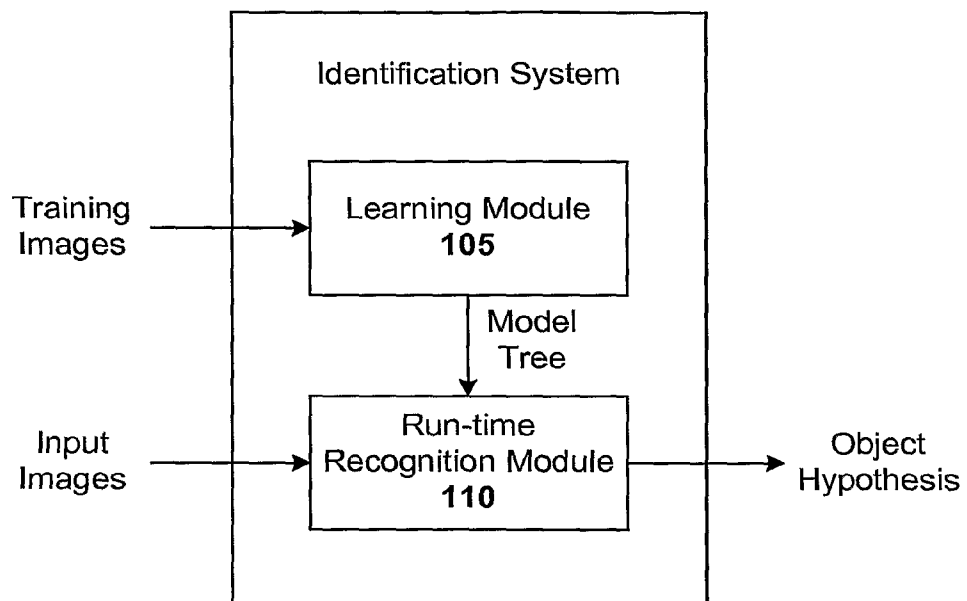 Identification System
Training
Images
Learning Module
105
Model
Tree
Input
Images
Run-time
Recognition Module
110
Object
Hypothesis